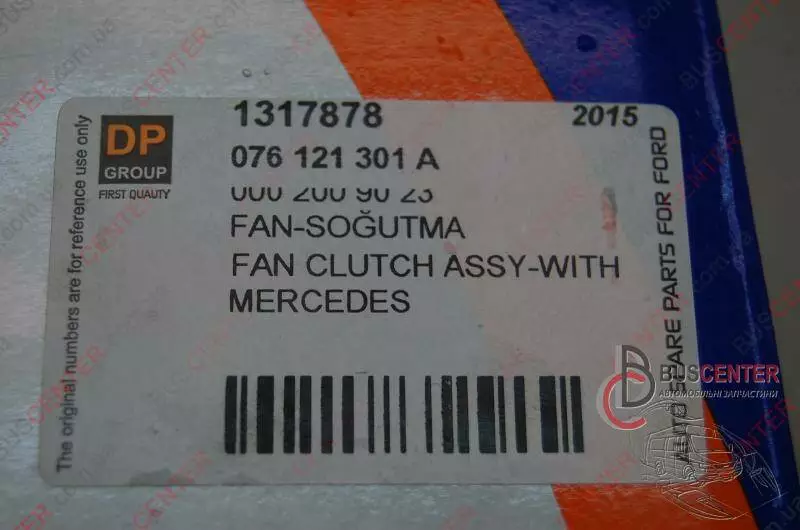 The original numbers are for reference use only
DP
GROUP
FIRST QUALITY
1317878
2015
076 121 301 A
000 200 90 23
FAN-SOĞUTMA
FAN CLUTCH ASSY-WITH
MERCEDES
AUTO SPARE PARTS FOR FORD
BUSCENTER
АВТОМОБІЛЬНІ ЗАПЧАСТИНИ